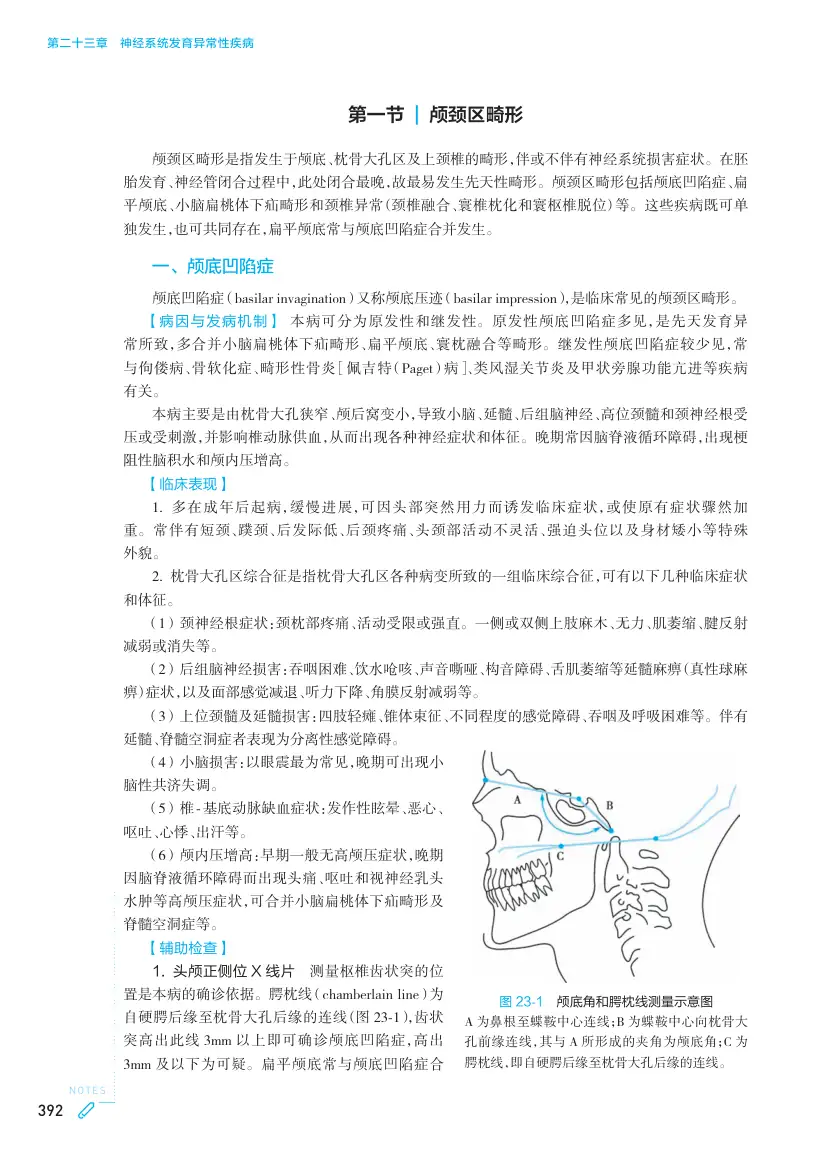 第二十三章 神经系统发育异常性疾病
第一节 | 颅颈区畸形
颅颈区畸形是指发生于颅底、枕骨大孔区及上颈椎的畸形,伴或不伴有神经系统损害症状。在胚
胎发育、神经管闭合过程中,此处闭合最晚,故最易发生先天性畸形。颅颈区畸形包括颅底凹陷症、扁
平颅底、小脑扁桃体下疝畸形和颈椎异常(颈椎融合、寰椎枕化和寰枢椎脱位)等。这些疾病既可单
独发生,也可共同存在,扁平颅底常与颅底凹陷症合并发生。
一、颅底凹陷症
颅底凹陷症(basilar invagination)又称颅底压迹(basilar impression),是临床常见的颅颈区畸形。
【病因与发病机制】 本病可分为原发性和继发性。原发性颅底凹陷症多见,是先天发育异
常所致,多合并小脑扁桃体下疝畸形、扁平颅底、寰枕融合等畸形。继发性颅底凹陷症较少见,常
与佝偻病、骨软化症、畸形性骨炎[佩吉特(Paget)病]、类风湿关节炎及甲状旁腺功能亢进等疾病
有关。
本病主要是由枕骨大孔狭窄、颅后窝变小,导致小脑、延髓、后组脑神经、高位颈髓和颈神经根受
压或受刺激,并影响椎动脉供血,从而出现各种神经症状和体征。晚期常因脑脊液循环障碍,出现梗
阻性脑积水和颅内压增高。
【临床表现】
1. 多在成年后起病,缓慢进展,可因头部突然用力而诱发临床症状,或使原有症状骤然加
重。常伴有短颈、蹼颈、后发际低、后颈疼痛、头颈部活动不灵活、强迫头位以及身材矮小等特殊
外貌。
2. 枕骨大孔区综合征是指枕骨大孔区各种病变所致的一组临床综合征,可有以下几种临床症状
和体征。
(1)颈神经根症状:颈枕部疼痛、活动受限或强直。一侧或双侧上肢麻木、无力、肌萎缩、腱反射
减弱或消失等。
(2)后组脑神经损害:吞咽困难、饮水呛咳、声音嘶哑、构音障碍、舌肌萎缩等延髓麻痹(真性球麻
痹)症状,以及面部感觉减退、听力下降、角膜反射减弱等。
(3)上位颈髓及延髓损害:四肢轻瘫、锥体束征、不同程度的感觉障碍、吞咽及呼吸困难等。伴有
延髓、脊髓空洞症者表现为分离性感觉障碍。
(4)小脑损害:以眼震最为常见,晚期可出现小
脑性共济失调。
(5)椎-基底动脉缺血症状:发作性眩晕、恶心、
呕吐、心悸、出汗等。
(6)颅内压增高:早期一般无高颅压症状,晚期
因脑脊液循环障碍而出现头痛、呕吐和视神经乳头
水肿等高颅压症状,可合并小脑扁桃体下疝畸形及
脊髓空洞症等。
【辅助检查】
1. 头颅正侧位 X 线片 测量枢椎齿状突的位
置是本病的确诊依据。腭枕线(chamberlain line)为
自硬腭后缘至枕骨大孔后缘的连线(图 23-1),齿状
突高出此线 3mm 以上即可确诊颅底凹陷症,高出
3mm 及以下为可疑。扁平颅底常与颅底凹陷症合
A
B
C
图 23-1 颅底角和腭枕线测量示意图
A 为鼻根至蝶鞍中心连线;B 为蝶鞍中心向枕骨大
孔前缘连线,其与 A 所形成的夹角为颅底角;C 为
腭枕线,即自硬腭后缘至枕骨大孔后缘的连线。
NOTES
392